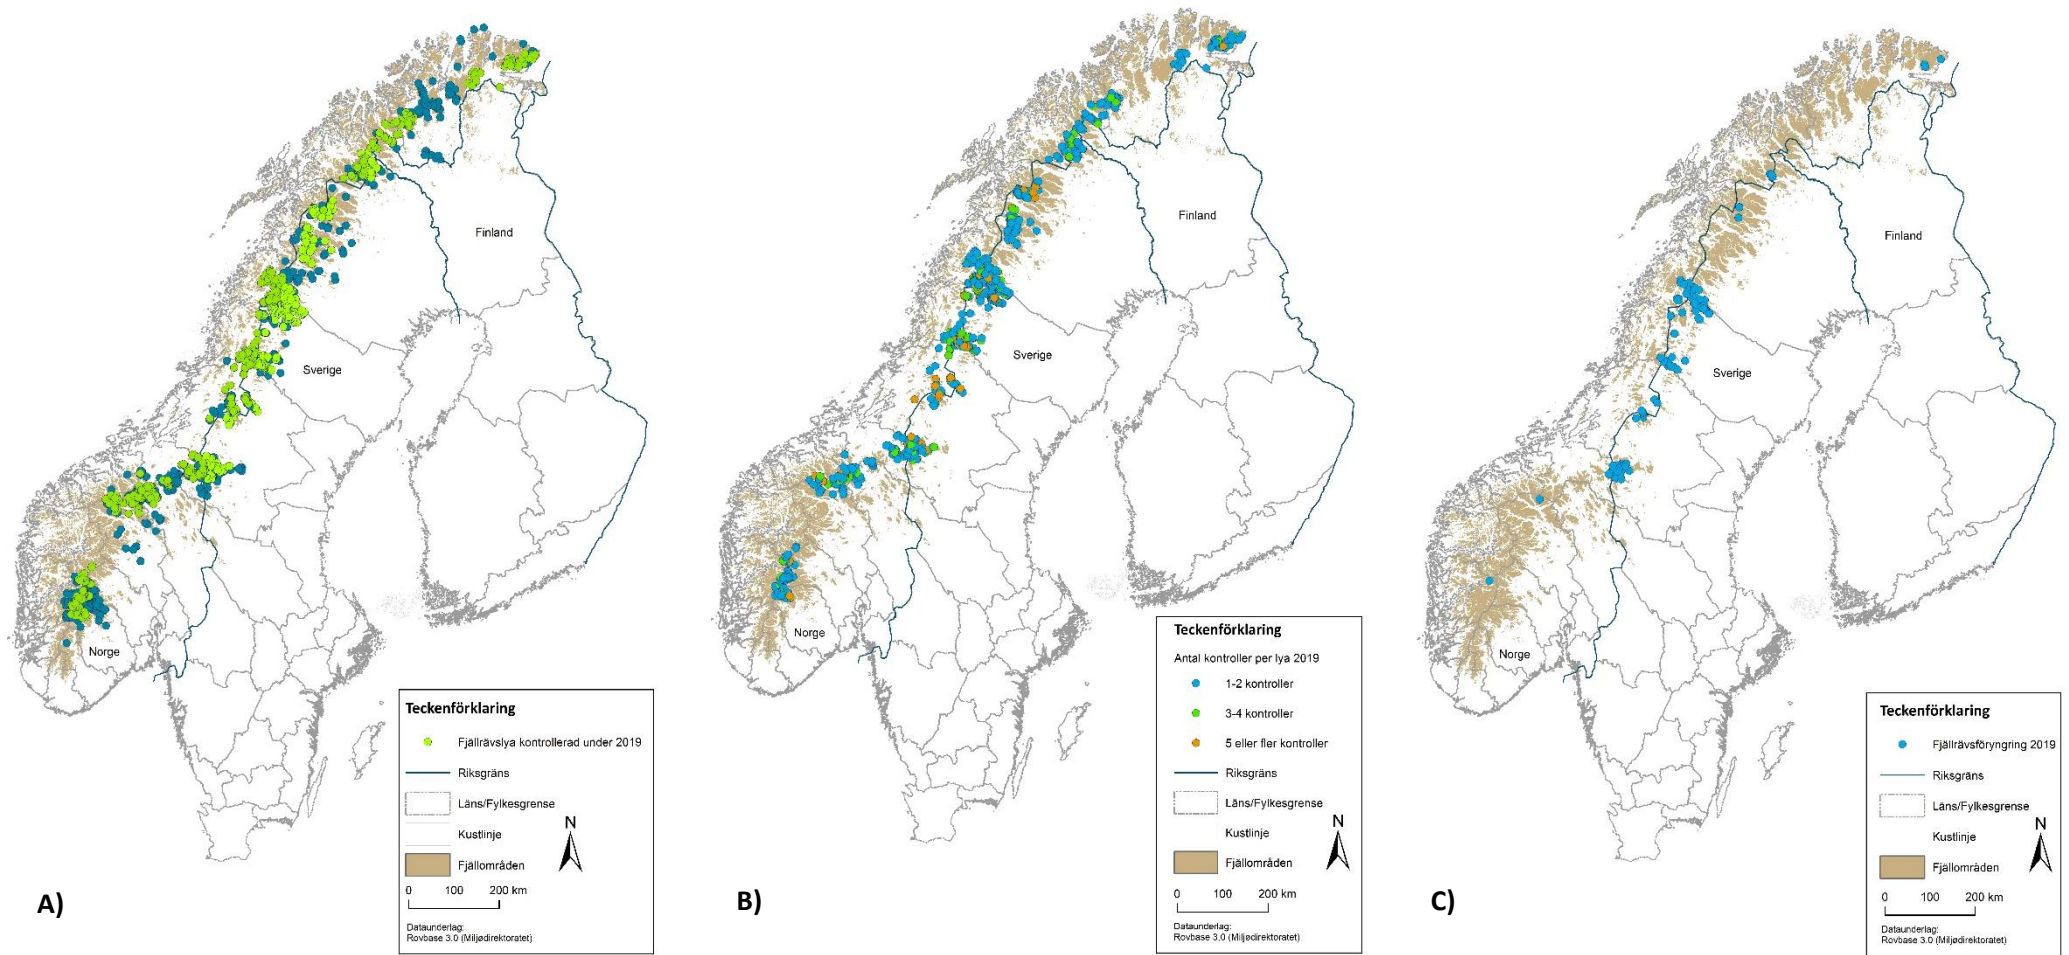 Finland
Sverige
Norge
Teckenförklaring
Fjällrävslya kontrollerad under 2019
Riksgräns
Läns/Fylkesgrense
Kustlinje
Fjällområden
0 100 200 km
N
Dataunderlag:
Rovbase 3.0 (Miljødirektoratet)
A)
Finland
Sverige
Norge
Teckenförklaring
Antal kontroller per lya 2019
1-2 kontroller
3-4 kontroller
5 eller fler kontroller
Riksgräns
Läns/Fylkesgrense
Kustlinje
Fjällområden
0 100 200 km
N
Dataunderlag:
Rovbase 3.0 (Miljødirektoratet)
B)
Finland
Sverige
Norge
Teckenförklaring
Fjällrävsföryngring 2019
Riksgräns
Läns/Fylkesgrense
Kustlinje
Fjällområden
0 100 200 km
N
Dataunderlag:
Rovbase 3.0 (Miljødirektoratet)
C)